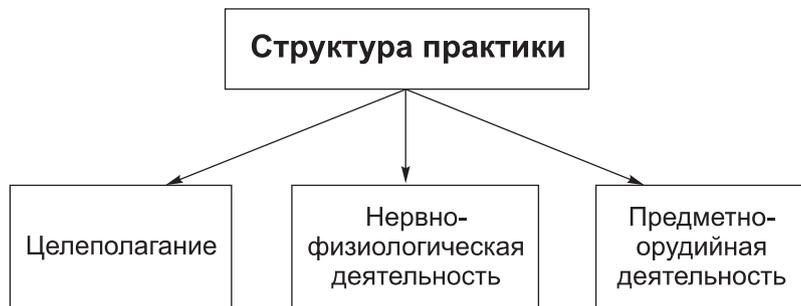 Структура практики
Целеполагание
Нервно-
физиологическая
деятельность
Предметно-
орудийная
деятельность